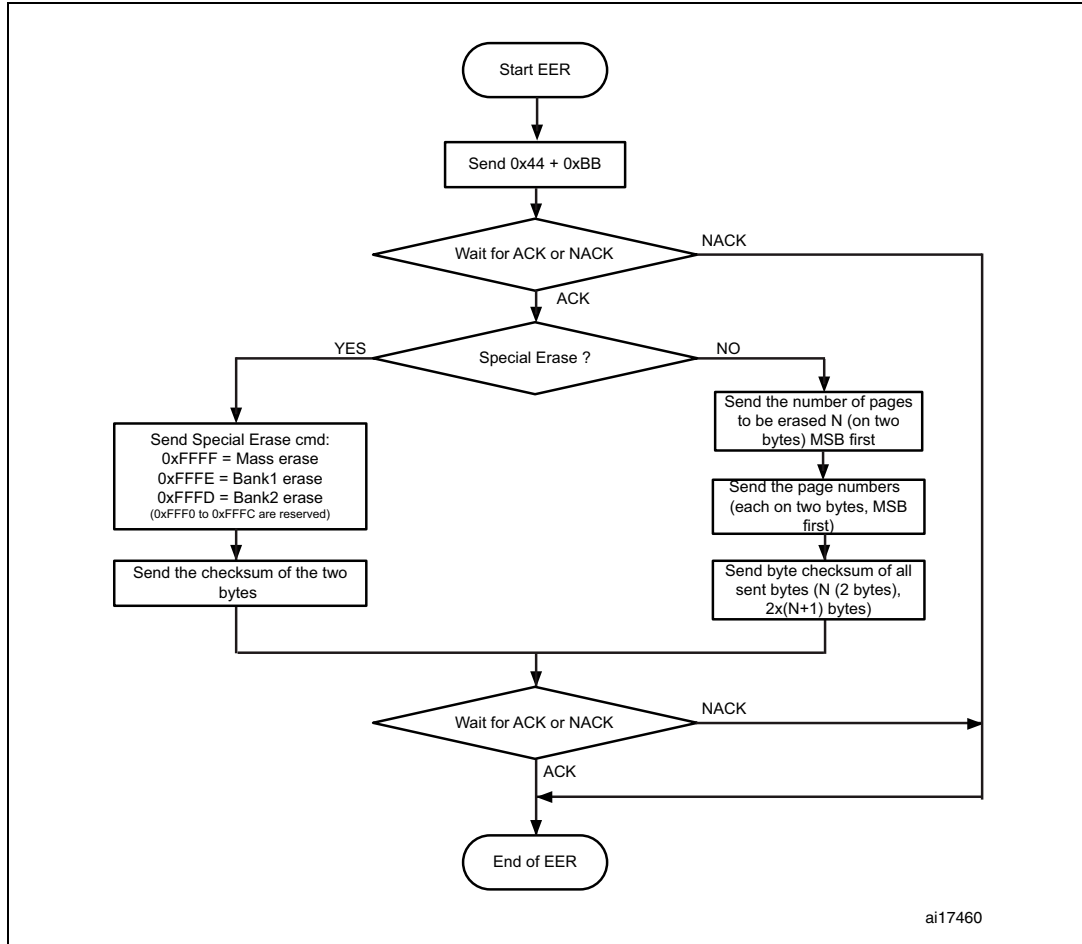 Start EER
Send 0x44 + 0xBB
Wait for ACK or NACK
NACK
ACK
YES
Special Erase ?
NO
Send Special Erase cmd:
0xFFFF = Mass erase
0xFFFE = Bank1 erase
0xFFFD = Bank2 erase
(0xFFF0 to 0xFFFC are reserved)
Send the checksum of the two
bytes
Send the number of pages
to be erased N (on two
bytes) MSB first
Send the page numbers
(each on two bytes, MSB
first)
Send byte checksum of all
sent bytes (N (2 bytes),
2x(N+1) bytes)
Wait for ACK or NACK
NACK
ACK
End of EER
ai17460